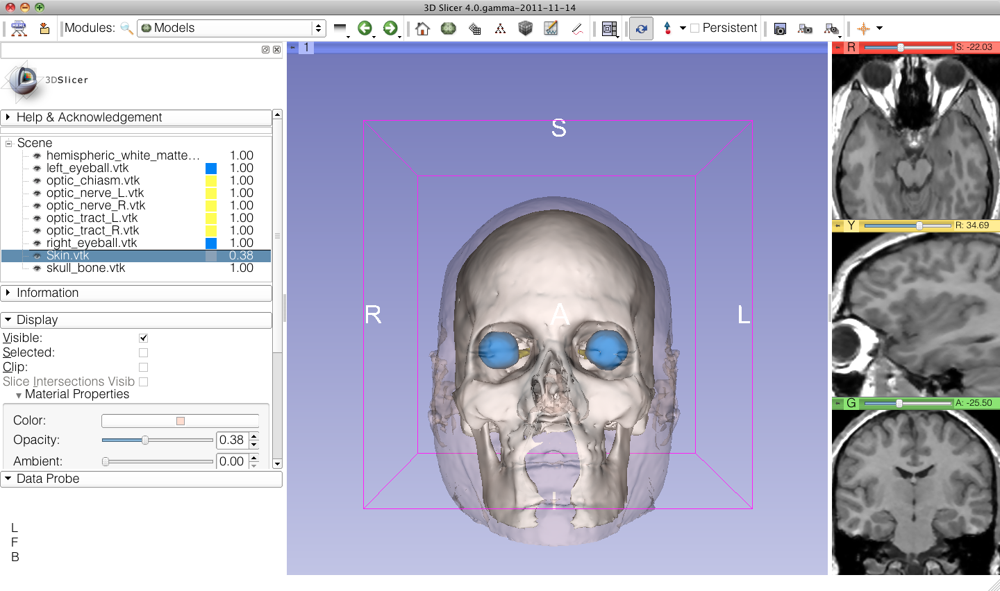 3D Slicer 4.0.gamma-2011-11-14
MRML
Modules:
Models
Persistent
3DSlicer
Help & Acknowledgement
Scene
hemispheric_white_matte... 1.00
left_eyeball.vtk 1.00
optic_chiasm.vtk 1.00
optic_nerve_L.vtk 1.00
optic_nerve_R.vtk 1.00
optic_tract_L.vtk 1.00
optic_tract_R.vtk 1.00
right_eyeball.vtk 1.00
Skin.vtk 0.38
skull_bone.vtk 1.00
Information
Display
Visible:
Selected:
Clip:
Slice Intersections Visib
Material Properties
Color:
Opacity: 0.38
Ambient: 0.00
Data Probe
L
F
B
1
S
R A L
I
R S: -22.03
Y R: 34.69
G A: -25.50